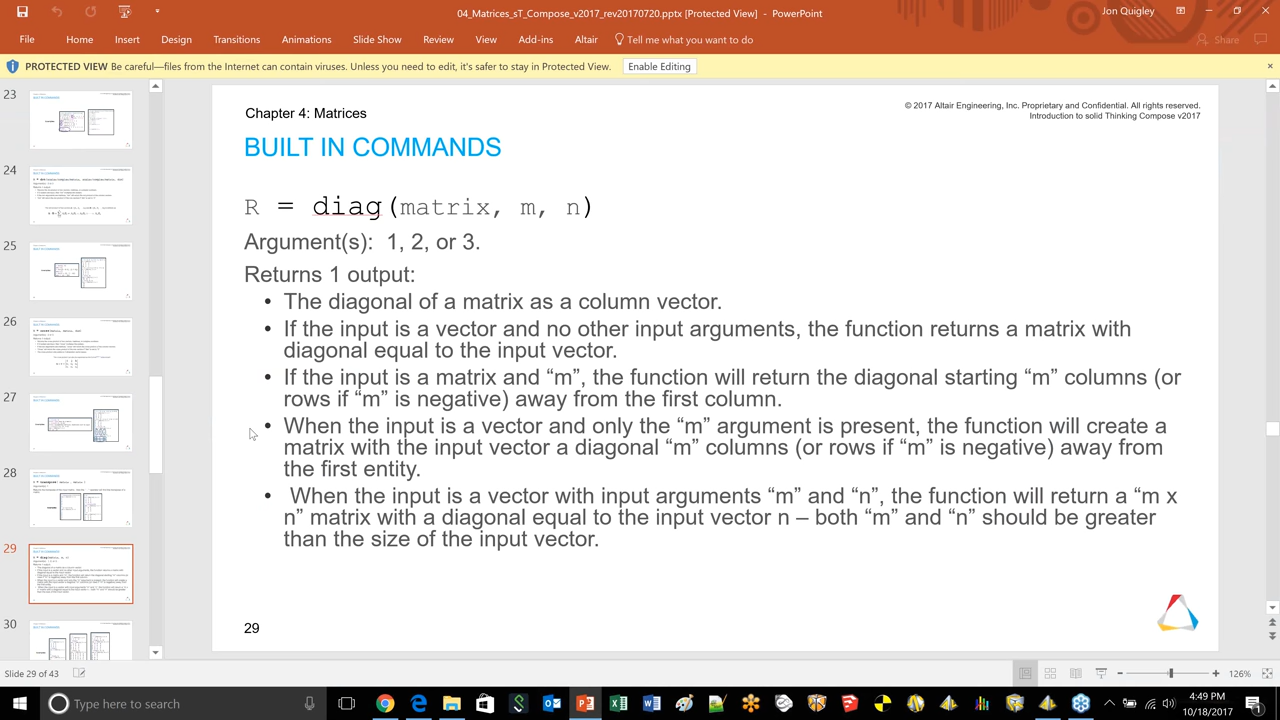 04_Matrices_sT_Compose_v2017_rev20170720.pptx [Protected View] - PowerPoint
Jon Quigley
File Home Insert Design Transitions Animations Slide Show Review View Add-ins Altair Tell me what you want to do Share
PROTECTED VIEW Be careful—files from the Internet can contain viruses. Unless you need to edit, it's safer to stay in Protected View. Enable Editing
23
25
26
27
28
29
30
Chapter 4: Matrices
© 2017 Altair Engineering, Inc. Proprietary and Confidential. All rights reserved.
Introduction to solid Thinking Compose v2017
BUILT IN COMMANDS
R = diag(matrix, m, n)
Argument(s): 1, 2, or 3.
Returns 1 output:
• The diagonal of a matrix as a column vector.
• If the input is a vector and no other input arguments, the function returns a matrix with
diagonal equal to the input vector.
• If the input is a matrix and “m”, the function will return the diagonal starting “m” columns (or
rows if “m” is negative) away from the first column.
• When the input is a vector and only the “m” argument is present, the function will create a
matrix with the input vector a diagonal “m” columns (or rows if “m” is negative) away from
the first entity.
• When the input is a vector with input arguments “m” and “n”, the function will return a “m x
n” matrix with a diagonal equal to the input vector n – both “m” and “n” should be greater
than the size of the input vector.
29
Slide 29 of 43
126%
Type here to search
4:49 PM
10/18/2017